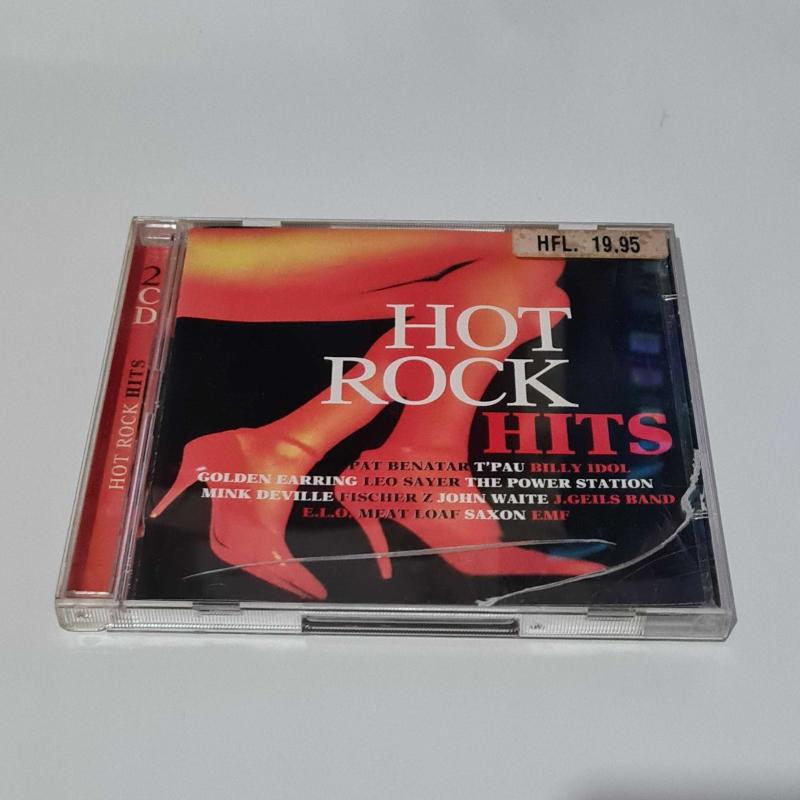 HFL. 19.95
2CD
HOT ROCK HITS
HOT
ROCK
HITS
PAT BENATAR T'PAU BILLY IDOL
GOLDEN EARRING LEO SAYER THE POWER STATION
MINK DEVILLE FISCHER Z JOHN WAITE J.GEILS BAND
E.L.O. MEAT LOAF SAXON EMF